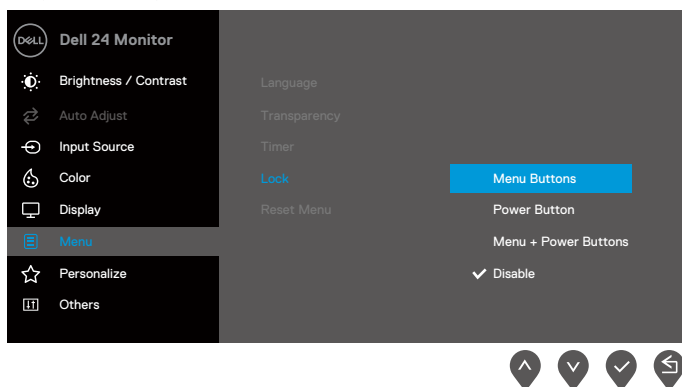 DELL
Dell 24 Monitor
Brightness / Contrast
Auto Adjust
Input Source
Color
Display
Menu
Personalize
Others
Language
Transparency
Timer
Lock
Reset Menu
Menu Buttons
Power Button
Menu + Power Buttons
Disable